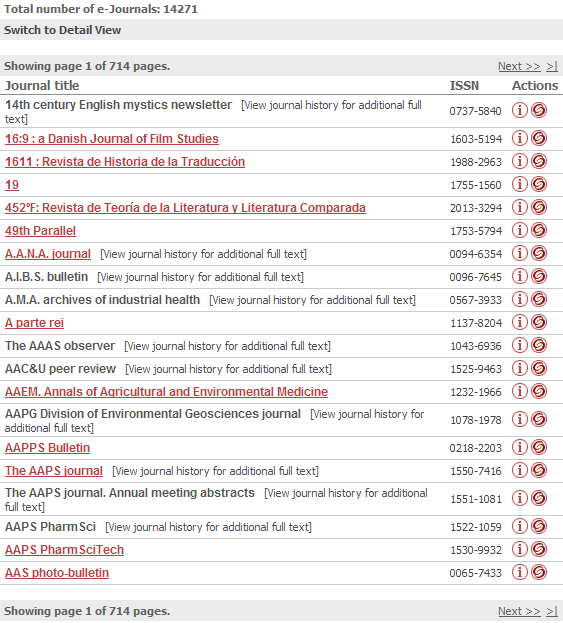 Total number of e-Journals: 14271
Switch to Detail View
Showing page 1 of 714 pages. Next >> >|
Journal title ISSN Actions
14th century English mystics newsletter [View journal history for additional full
text] 0737-5840
16:9 : a Danish Journal of Film Studies 1603-5194
1611 : Revista de Historia de la Traducción 1988-2963
19 1755-1560
452°F: Revista de Teoría de la Literatura y Literatura Comparada 2013-3294
49th Parallel 1753-5794
A.A.N.A. journal [View journal history for additional full text] 0094-6354
A.I.B.S. bulletin [View journal history for additional full text] 0096-7645
A.M.A. archives of industrial health [View journal history for additional full text] 0567-3933
A parte rei 1137-8204
The AAAS observer [View journal history for additional full text] 1043-6936
AAC&U peer review [View journal history for additional full text] 1525-9463
AAEM. Annals of Agricultural and Environmental Medicine 1232-1966
AAPG Division of Environmental Geosciences journal [View journal history for
additional full text] 1078-1978
AAPPS Bulletin 0218-2203
The AAPS journal [View journal history for additional full text] 1550-7416
The AAPS journal. Annual meeting abstracts [View journal history for additional
full text] 1551-1081
AAPS PharmSci [View journal history for additional full text] 1522-1059
AAPS PharmSciTech 1530-9932
AAS photo-bulletin 0065-7433
Showing page 1 of 714 pages. Next >> >|